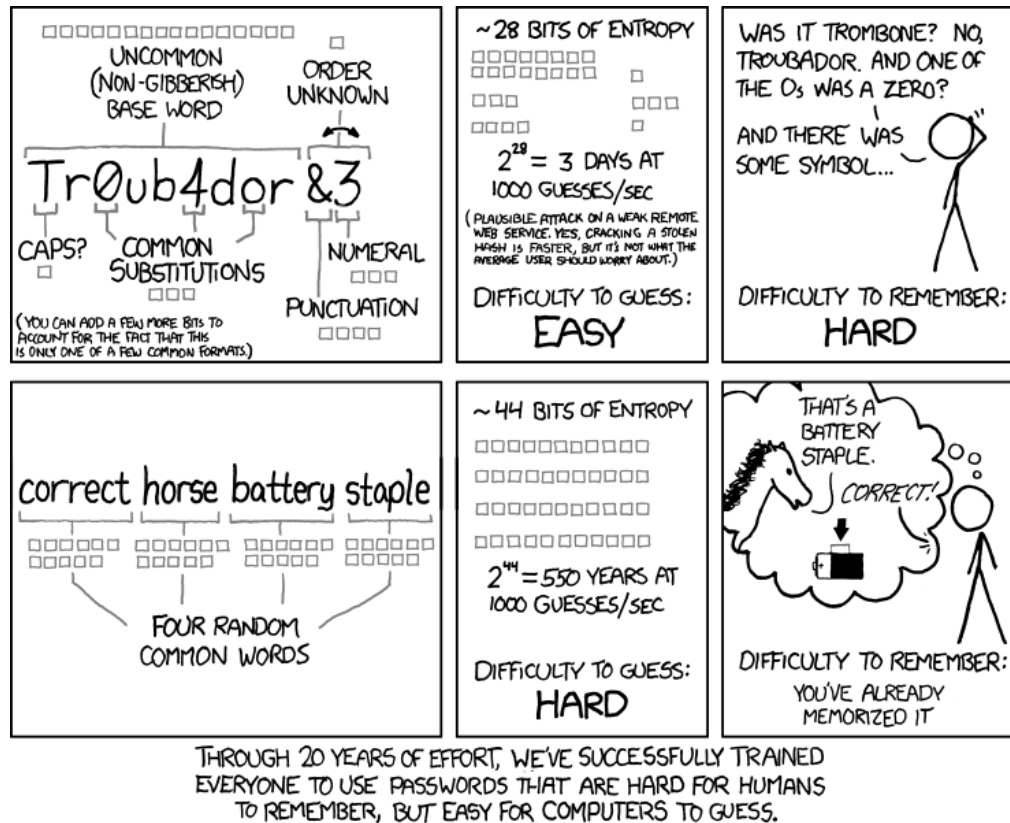 UNCOMMON
(NON-GIBBERISH)
BASE WORD
ORDER
UNKNOWN
Tr0ub4dor &3
CAPS?
COMMON
SUBSTITUTIONS
NUMERAL
PUNCTUATION
(YOU CAN ADD A FEW MORE BITS TO
ACCOUNT FOR THE FACT THAT THIS
IS ONLY ONE OF A FEW COMMON FORMATS.)
~28 BITS OF ENTROPY
2^28 = 3 DAYS AT
1000 GUESSES/SEC
(PLAUSIBLE ATTACK ON A WEAK REMOTE
WEB SERVICE. YES, CRACKING A STOLEN
HASH IS FASTER, BUT IT'S NOT WHAT THE
AVERAGE USER SHOULD WORRY ABOUT.)
DIFFICULTY TO GUESS:
EASY
WAS IT TROMBONE? NO,
TROUBADOR. AND ONE OF
THE Os WAS A ZERO?
AND THERE WAS
SOME SYMBOL...
DIFFICULTY TO REMEMBER:
HARD
correct horse battery staple
FOUR RANDOM
COMMON WORDS
~44 BITS OF ENTROPY
2^44 = 550 YEARS AT
1000 GUESSES/SEC
DIFFICULTY TO GUESS:
HARD
THAT'S A
BATTERY
STAPLE.
CORRECT!
DIFFICULTY TO REMEMBER:
YOU'VE ALREADY
MEMORIZED IT
THROUGH 20 YEARS OF EFFORT, WE'VE SUCCESSFULLY TRAINED
EVERYONE TO USE PASSWORDS THAT ARE HARD FOR HUMANS
TO REMEMBER, BUT EASY FOR COMPUTERS TO GUESS.